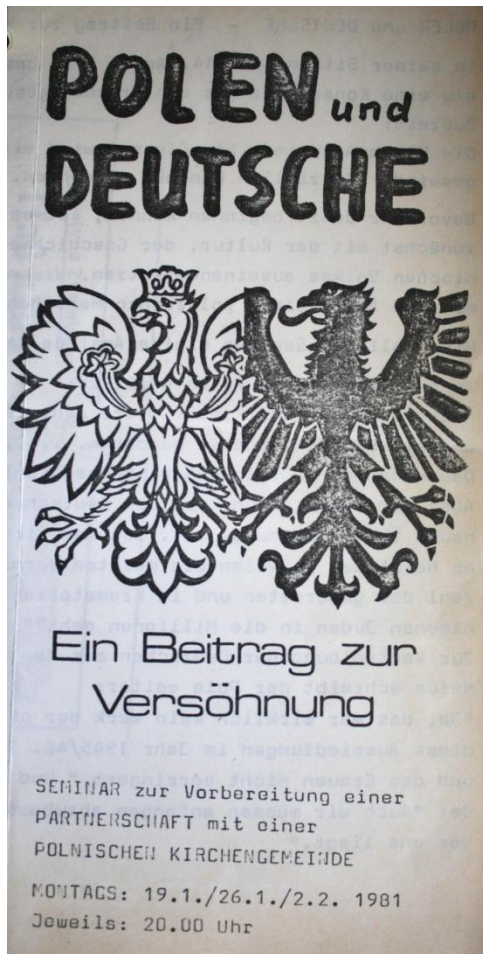 POLEN und
DEUTSCHE
Ein Beitrag zur
Versöhnung
SEMINAR zur Vorbereitung einer
PARTNERSCHAFT mit einer
POLNISCHEN KIRCHENGEMEINDE
MONTAGS: 19.1./26.1./2.2. 1981
Jeweils: 20.00 Uhr